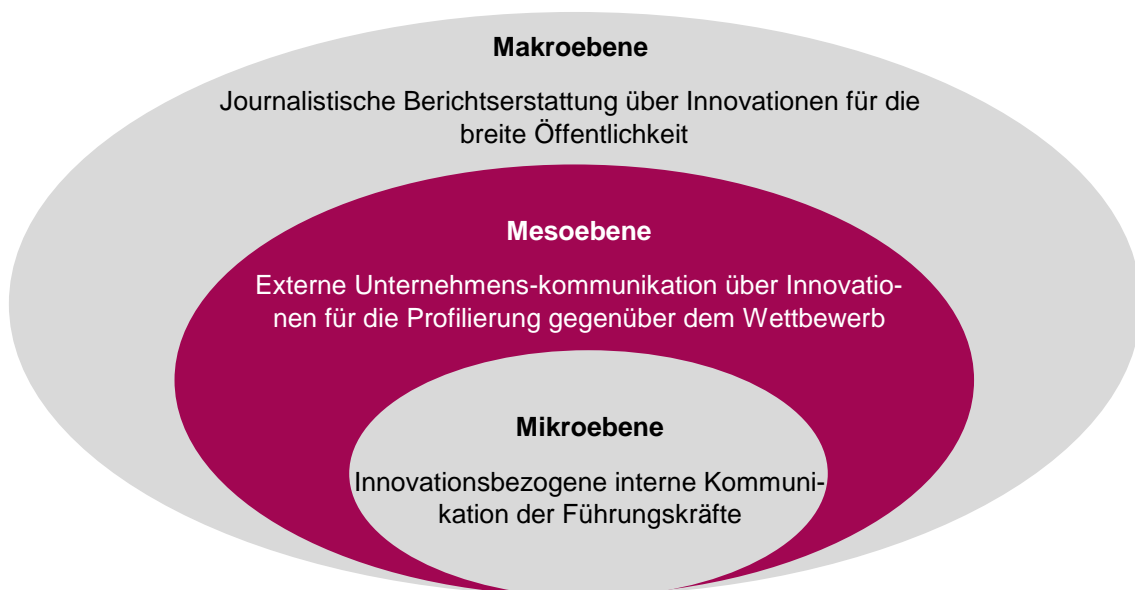 Makroebene
Journalistische Berichtserstattung über Innovationen für die
breite Öffentlichkeit
Mesoebene
Externe Unternehmens-kommunikation über Innovatio-
nen für die Profilierung gegenüber dem Wettbewerb
Mikroebene
Innovationsbezogene interne Kommuni-
kation der Führungskräfte